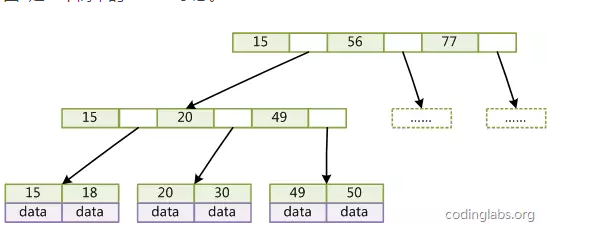 15 56 77
15 20 49
......
......
15 18 20 30 49 50
data data data data data data
codinglabs.org